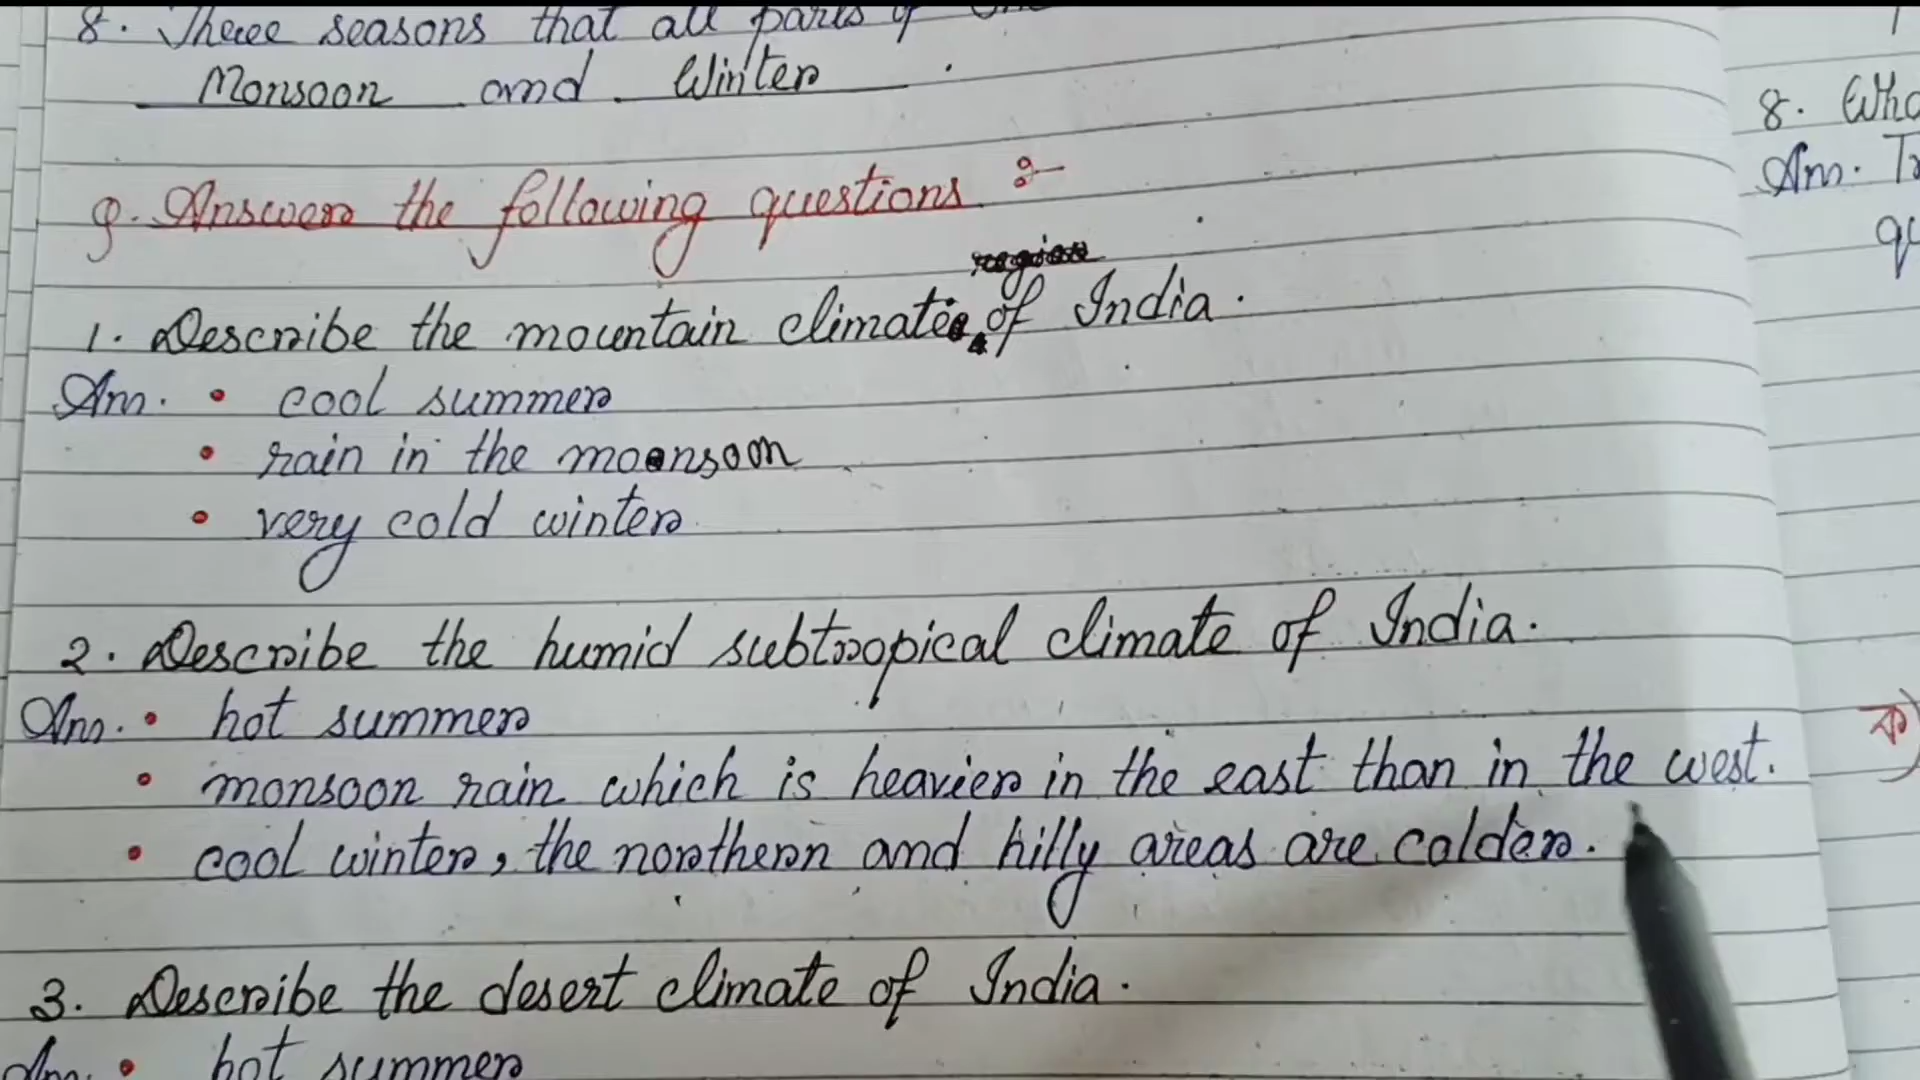 8. Three seasons that all parts of
Monsoon and Winter.
g. Answer the following questions :-
1. Describe the mountain climate of India.
Ans. • cool summer
• rain in the monsoon
• very cold winter
2. Describe the humid subtropical climate of India.
Ans. • hot summer
• monsoon rain which is heavier in the east than in the west.
• cool winter, the northern and hilly areas are colder.
3. Describe the desert climate of India.
Ans. • hot summer
8.
Ans.